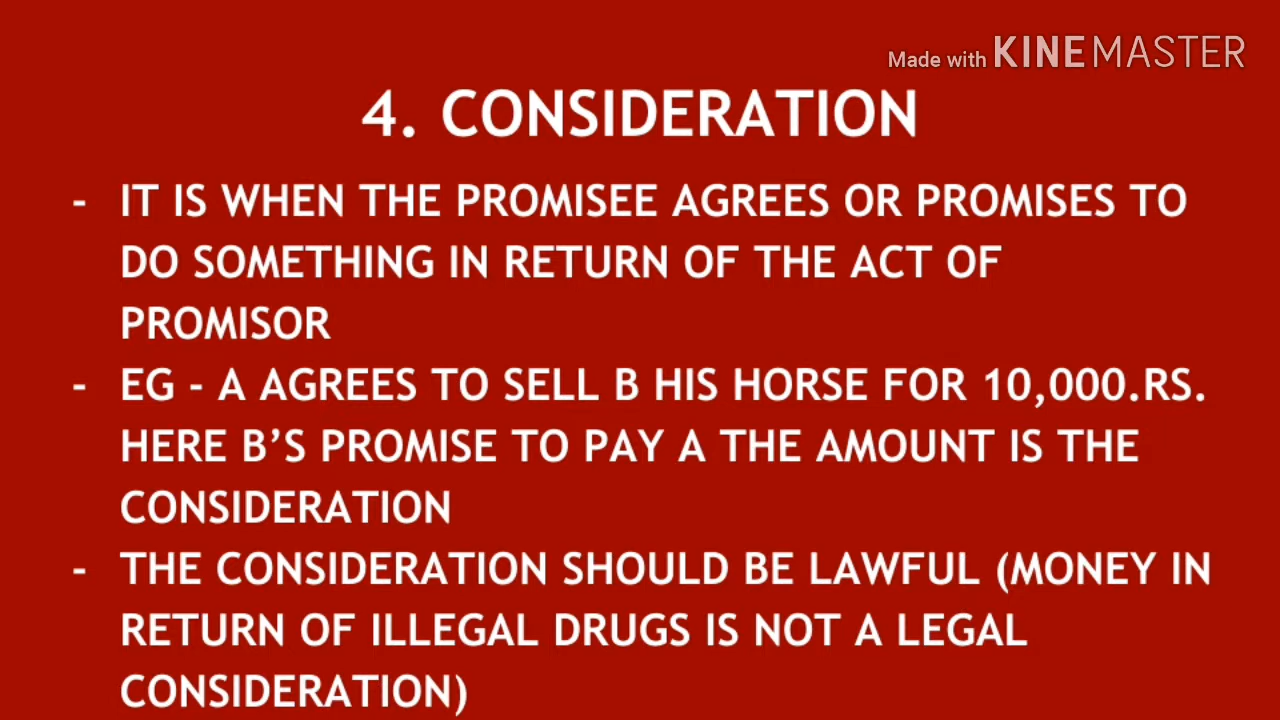 Made with KINEMASTER
4. CONSIDERATION
- IT IS WHEN THE PROMISEE AGREES OR PROMISES TO
DO SOMETHING IN RETURN OF THE ACT OF
PROMISOR
- EG - A AGREES TO SELL B HIS HORSE FOR 10,000.RS.
HERE B’S PROMISE TO PAY A THE AMOUNT IS THE
CONSIDERATION
- THE CONSIDERATION SHOULD BE LAWFUL (MONEY IN
RETURN OF ILLEGAL DRUGS IS NOT A LEGAL
CONSIDERATION)